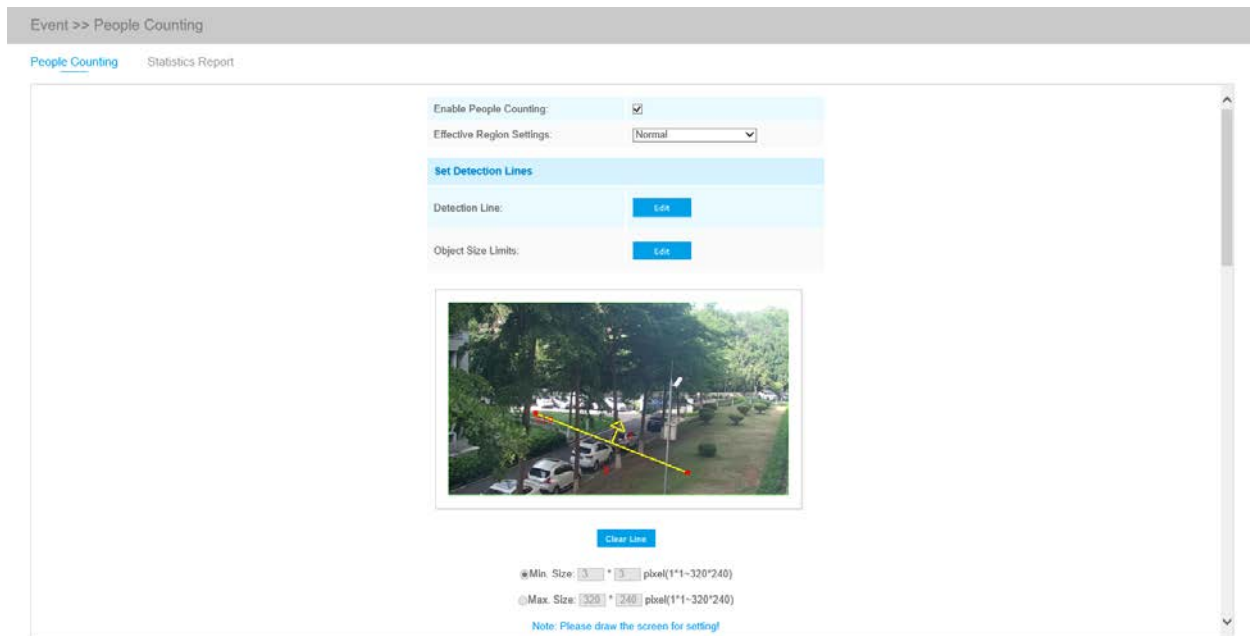 Event >> People Counting
People Counting Statistics Report
Enable People Counting:
Effective Region Settings: Normal
Set Detection Lines
Detection Line: Edit
Object Size Limits: Edit
Clear Line
Min. Size: 3 * 3 pixel(1*1~320*240)
Max. Size: 320 * 240 pixel(1*1~320*240)
Note: Please draw the screen for setting!